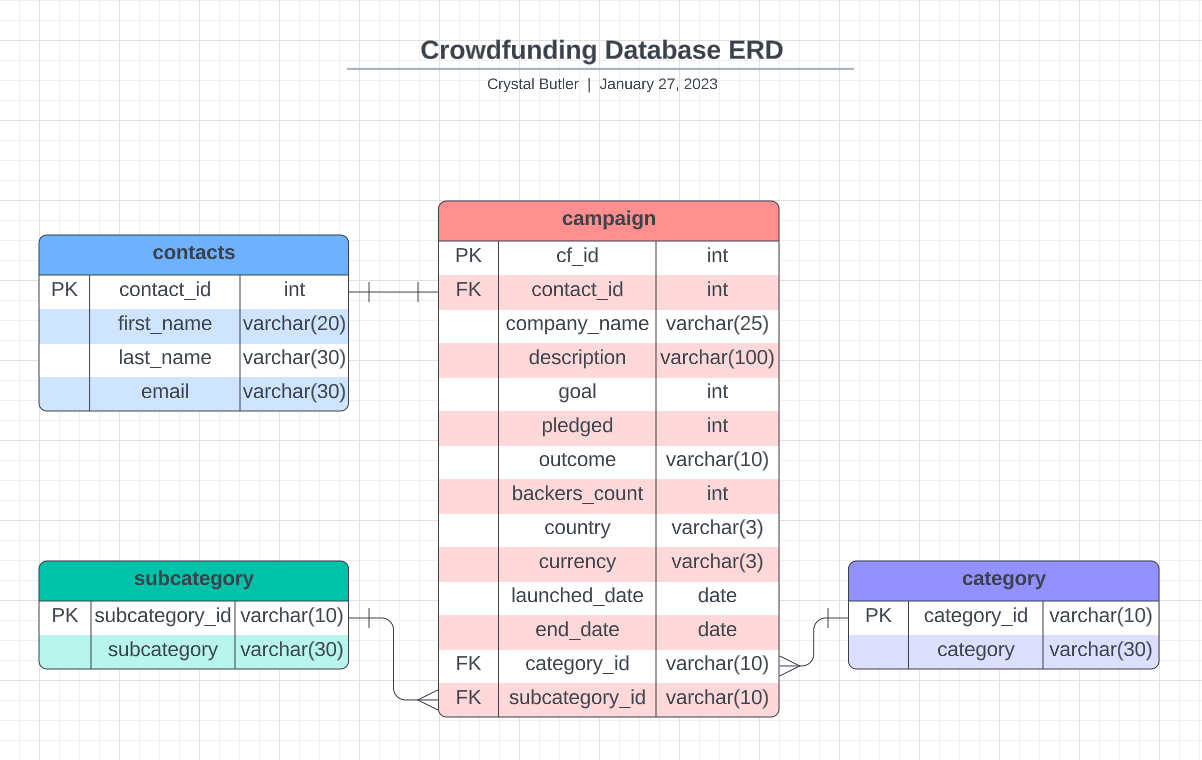 Crowdfunding Database ERD
Crystal Butler | January 27, 2023
contacts
PK contact_id int
first_name varchar(20)
last_name varchar(30)
email varchar(30)
campaign
PK cf_id int
FK contact_id int
company_name varchar(25)
description varchar(100)
goal int
pledged int
outcome varchar(10)
backers_count int
country varchar(3)
currency varchar(3)
launched_date date
end_date date
FK category_id varchar(10)
FK subcategory_id varchar(10)
subcategory
PK subcategory_id varchar(10)
subcategory varchar(30)
category
PK category_id varchar(10)
category varchar(30)